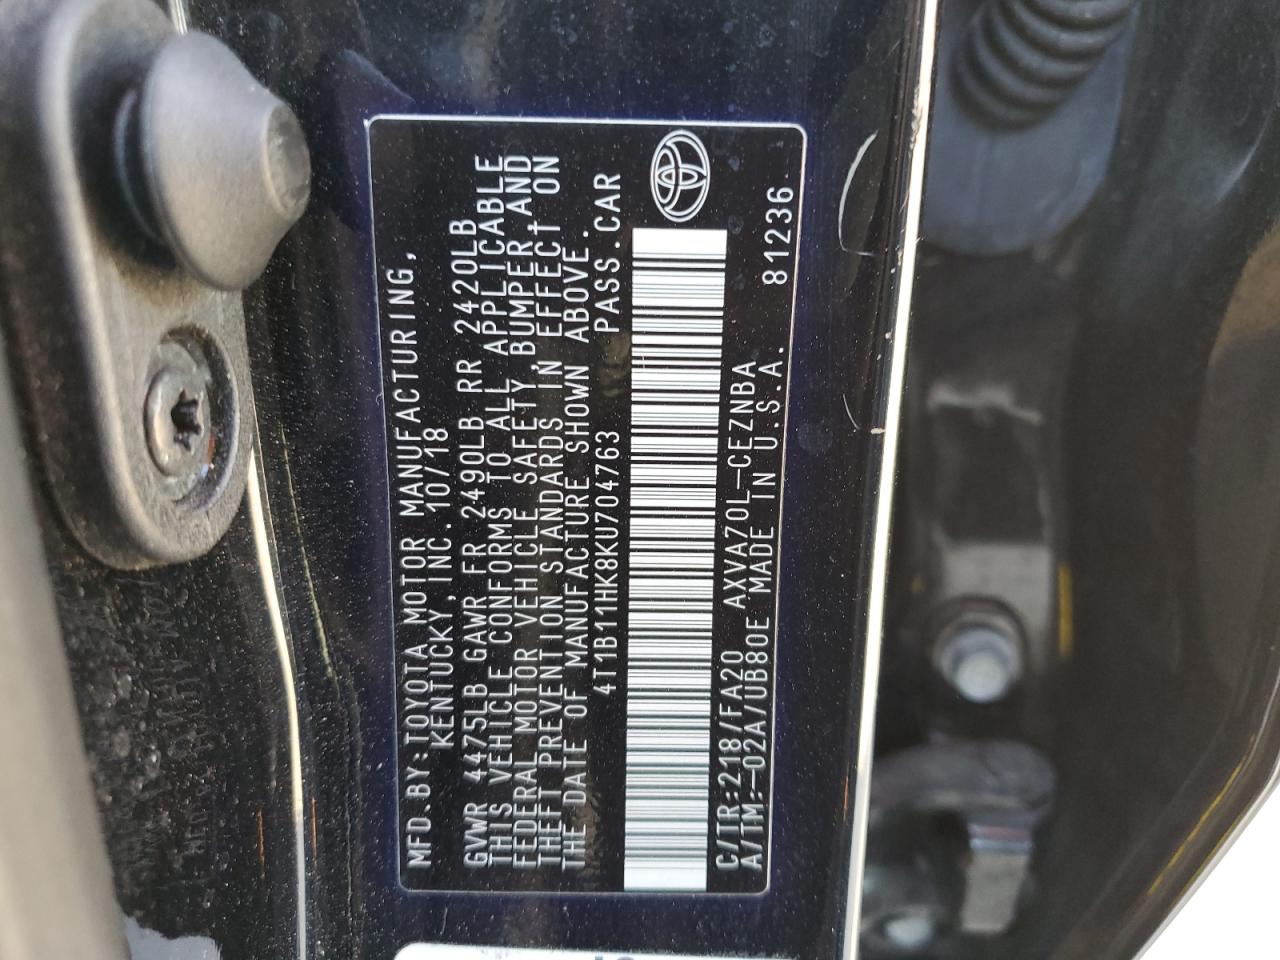 MFD. BY: TOYOTA MOTOR MANUFACTURING,
KENTUCKY, INC. 10/18
GVWR 4475LB GAWR FR 2490LB RR 2420LB
THIS VEHICLE CONFORMS TO ALL APPLICABLE
FEDERAL MOTOR VEHICLE SAFETY, BUMPER, AND
THEFT PREVENTION STANDARDS IN EFFECT ON
THE DATE OF MANUFACTURE SHOWN ABOVE.
4T1B11HK8KU704763 PASS. CAR
C/TR: 218/FA20 AXVA70L-CEZNBA 81236
A/TM: -02A/UB80E MADE IN U.S.A.